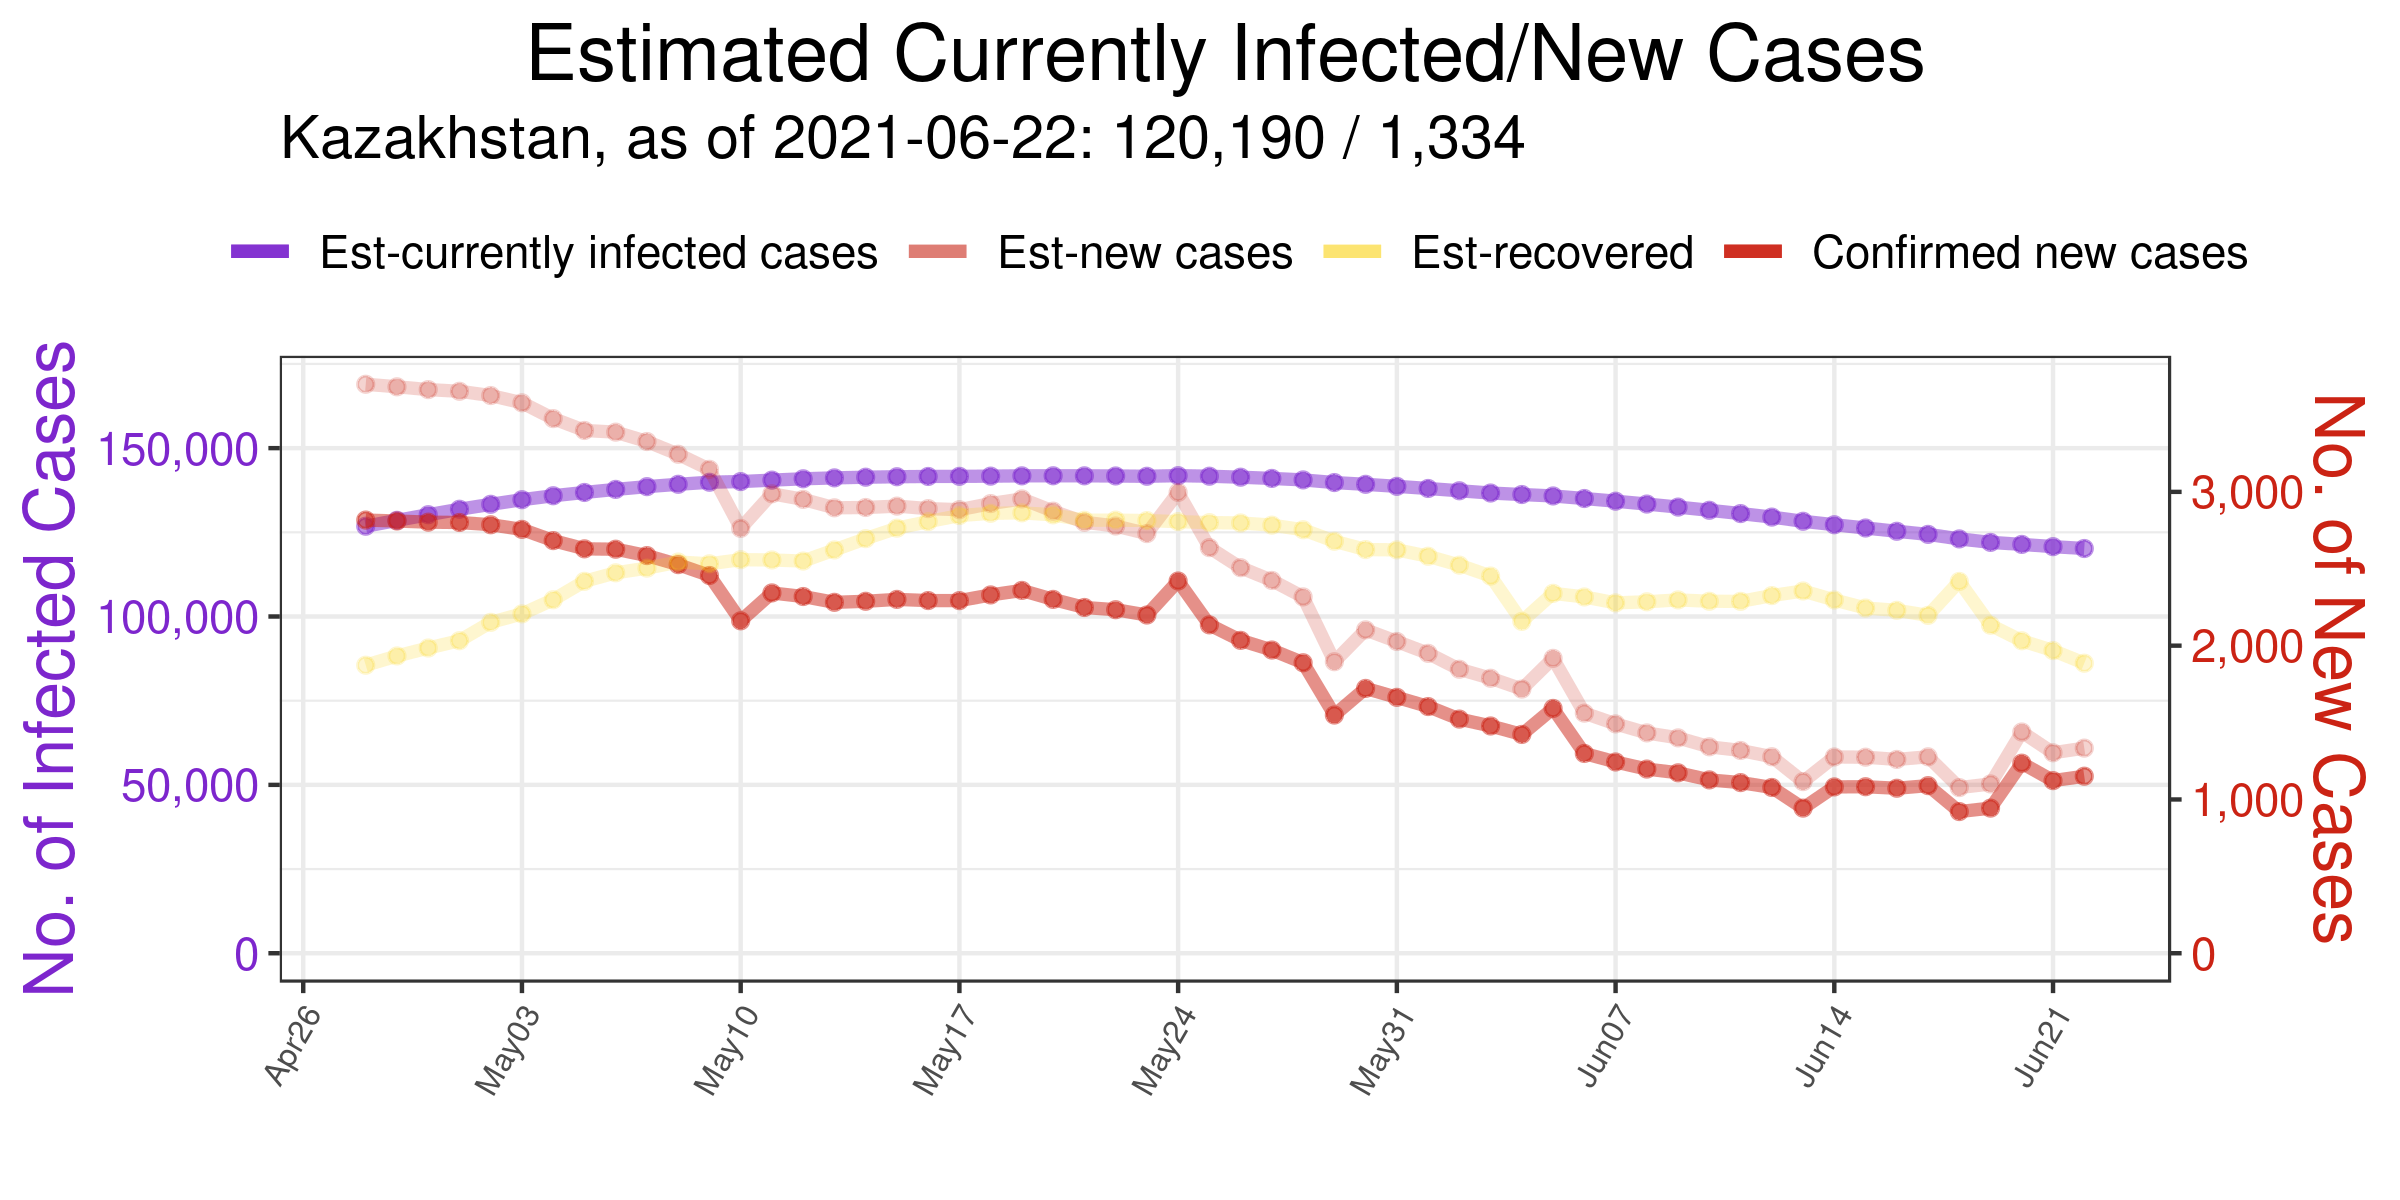 Estimated Currently Infected/New Cases
Kazakhstan, as of 2021-06-22: 120,190 / 1,334
Est-currently infected cases Est-new cases Est-recovered Confirmed new cases
No. of Infected Cases
150,000
100,000
50,000
0
No. of New Cases
3,000
2,000
1,000
0
Apr26 May03 May10 May17 May24 May31 Jun07 Jun14 Jun21